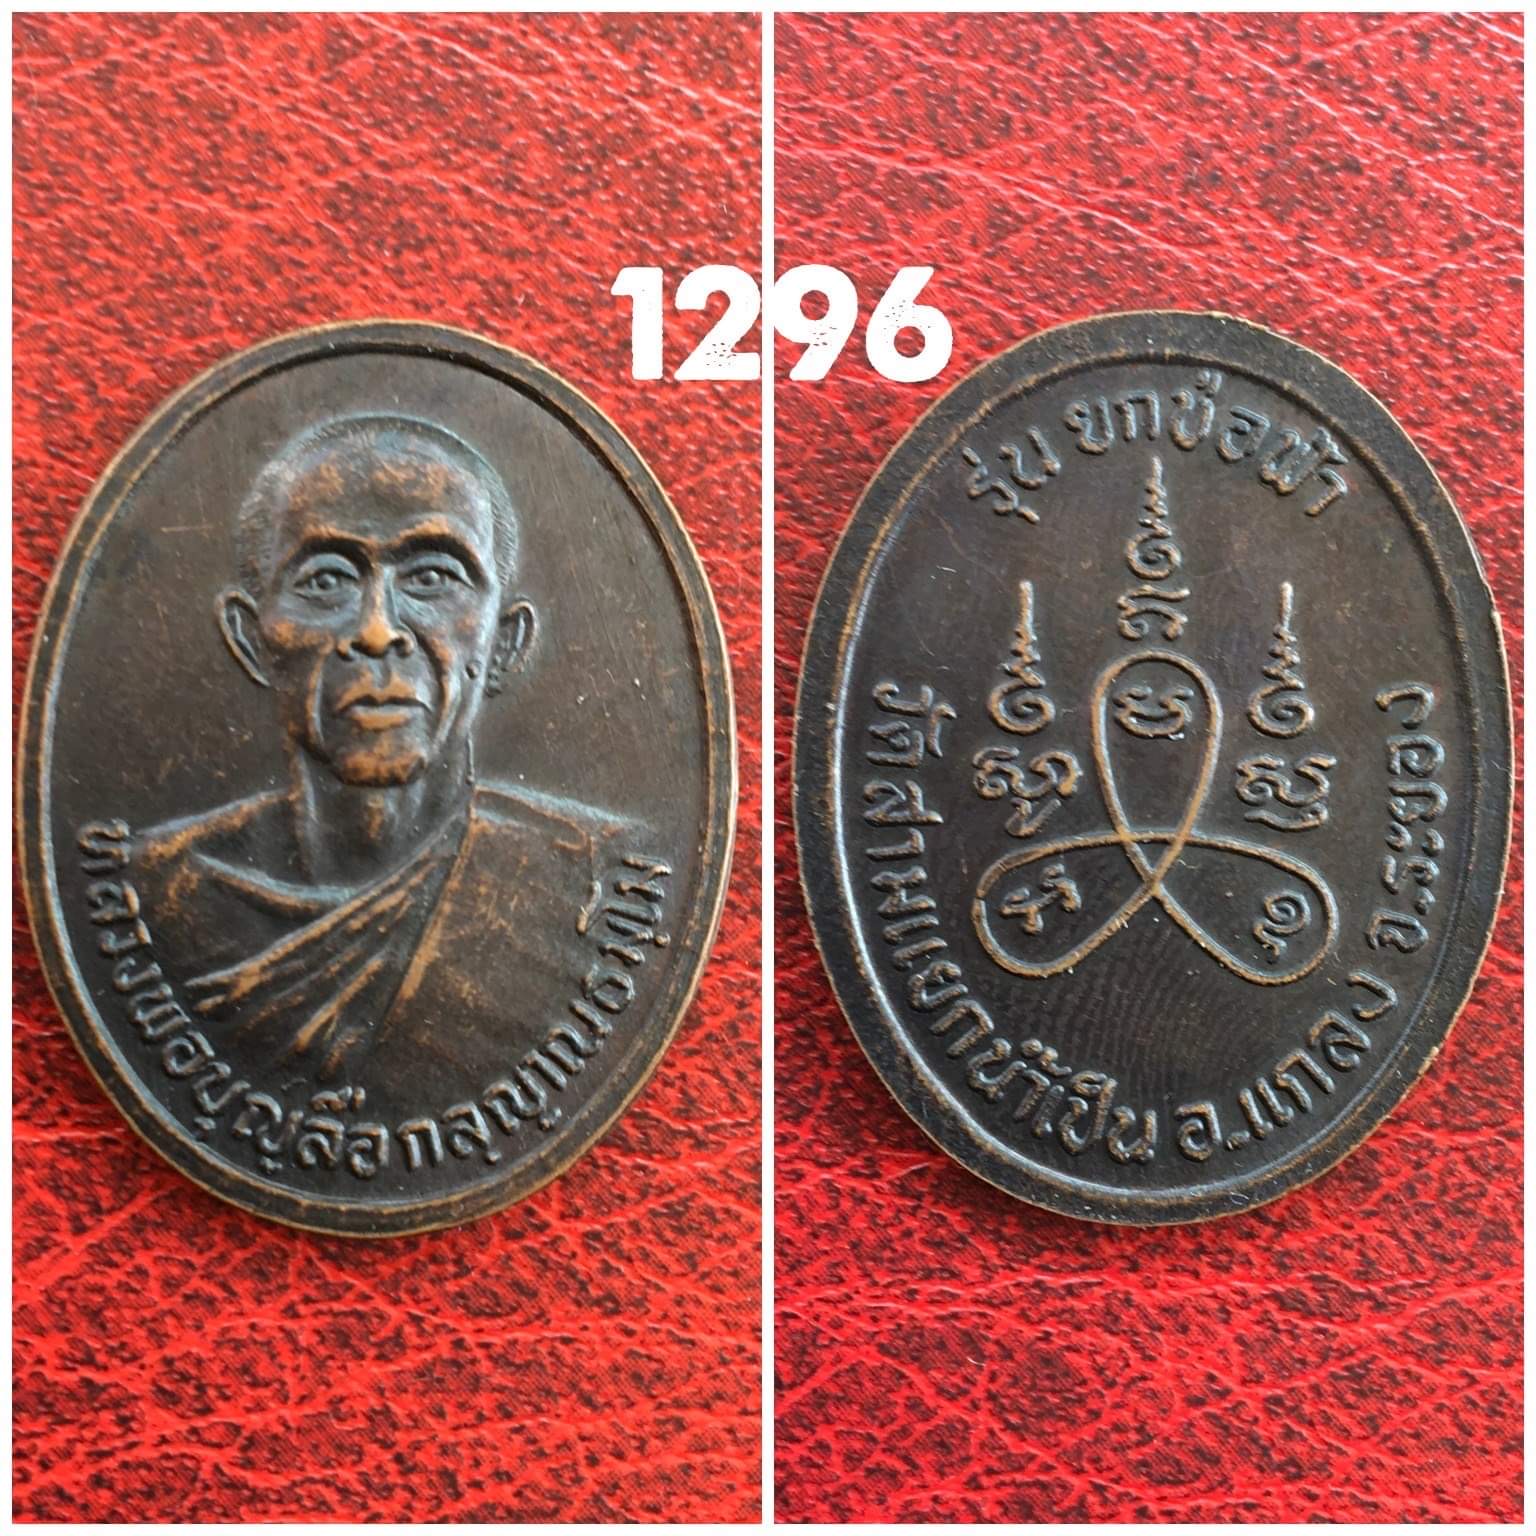 1296
หลวงพ่อบุญลือ กลฺญาณธมฺโม
รุ่น ยกช่อฟ้า
วัดสามแยกน้ำเป็น อ.แกลง จ.ระยอง